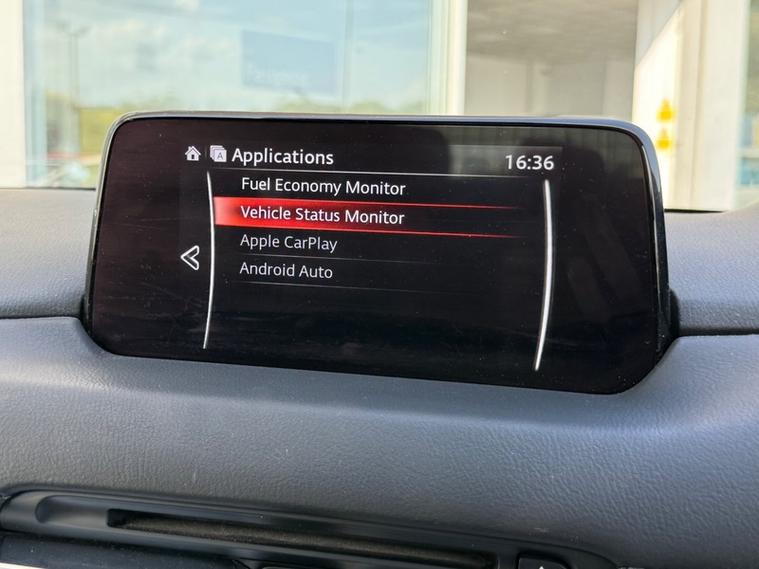 Applications
16:36
Fuel Economy Monitor
Vehicle Status Monitor
Apple CarPlay
Android Auto